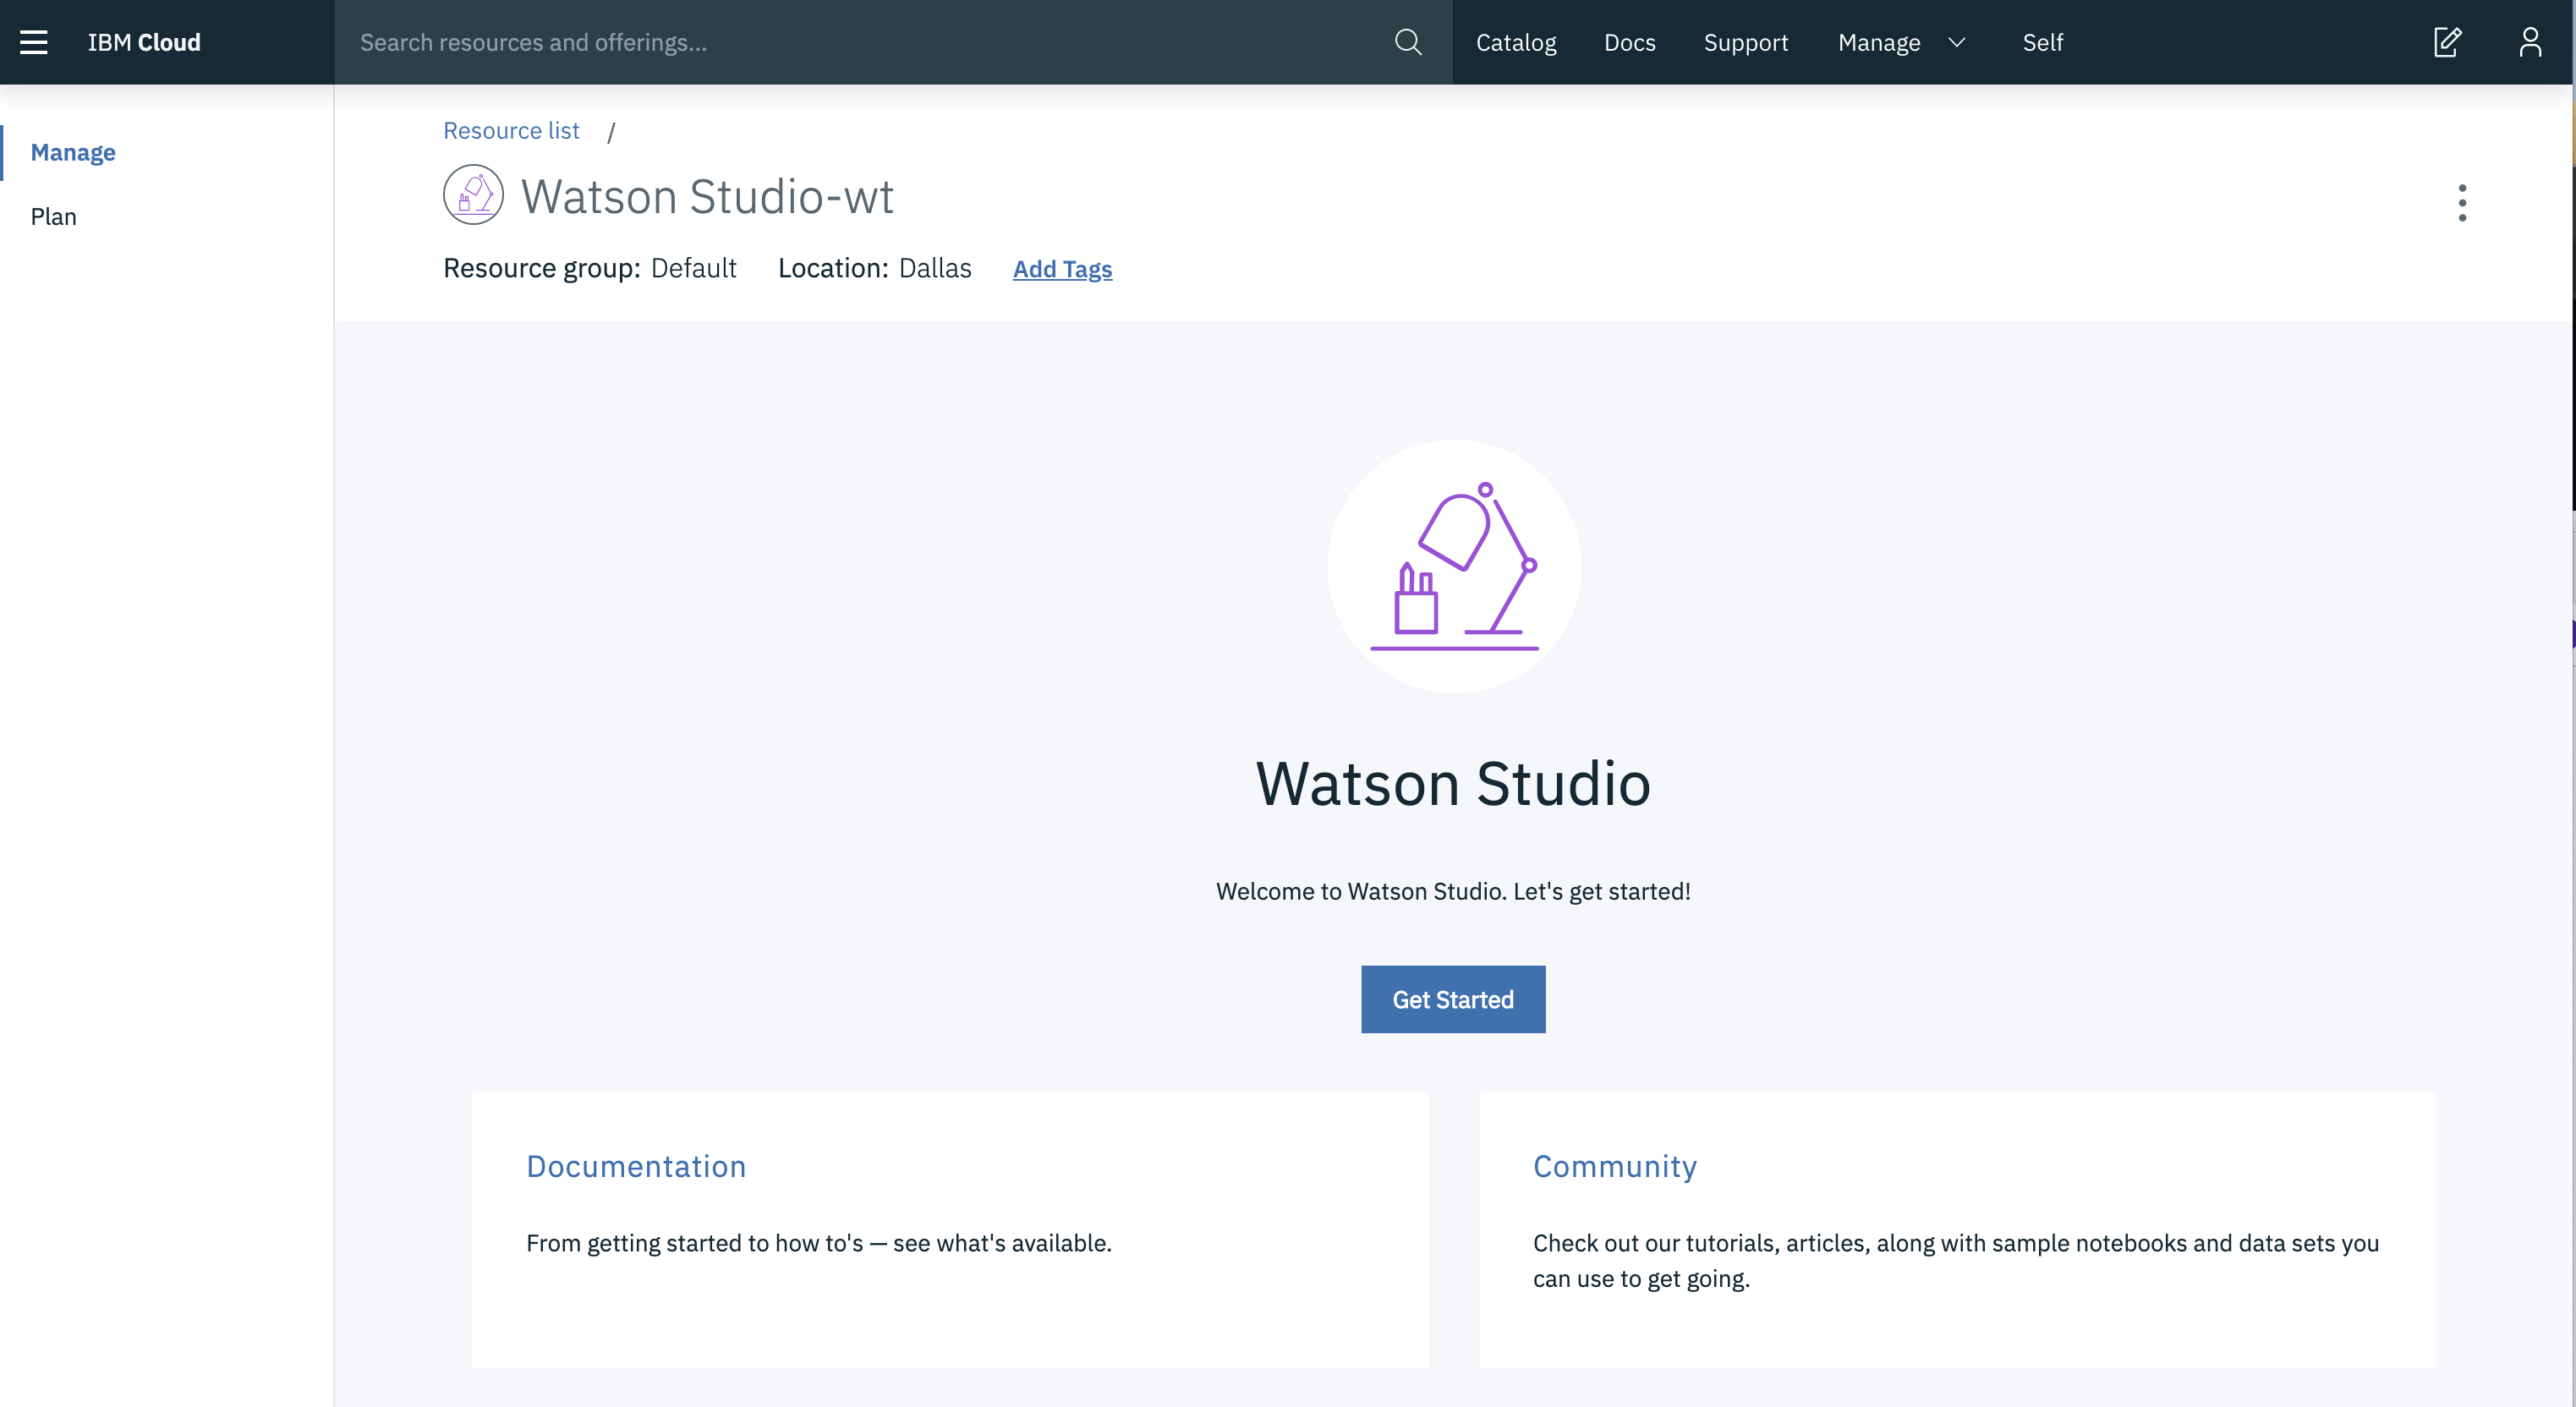 IBM Cloud
Search resources and offerings...
Catalog
Docs
Support
Manage
Self
Manage
Plan
Resource list /
Watson Studio-wt
Resource group: Default Location: Dallas Add Tags
Watson Studio
Welcome to Watson Studio. Let's get started!
Get Started
Documentation
From getting started to how to's — see what's available.
Community
Check out our tutorials, articles, along with sample notebooks and data sets you
can use to get going.